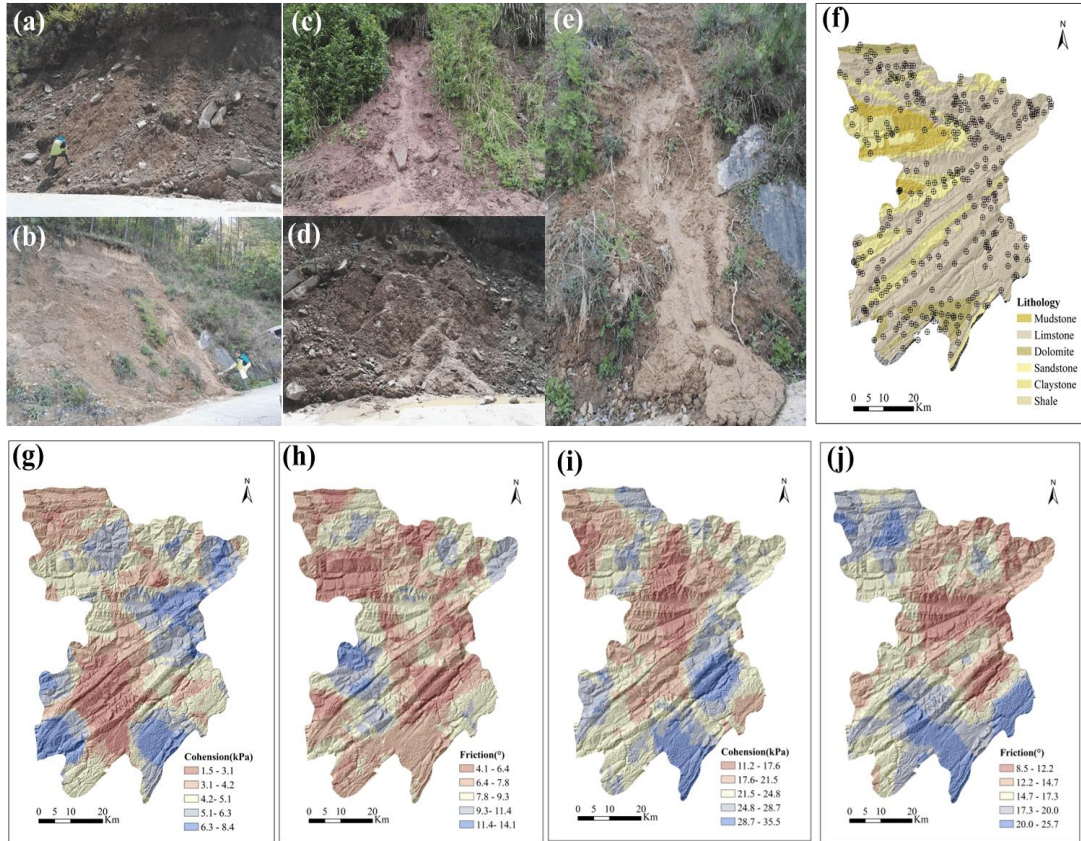 (a)
(c)
(e)
(f)
N
(b)
(d)
Lithology
Mudstone
Limstone
Dolomite
Sandstone
Claystone
Shale
0 5 10 20
Km
(g)
N
Cohension(kPa)
1.5 - 3.1
3.1 - 4.2
4.2- 5.1
5.1- 6.3
6.3 - 8.4
0 5 10 20
Km
(h)
N
Friction(°)
4.1 - 6.4
6.4 - 7.8
7.8 - 9.3
9.3- 11.4
11.4- 14.1
0 5 10 20
Km
(i)
N
Cohension(kPa)
11.2 - 17.6
17.6 - 21.5
21.5 - 24.8
24.8 - 28.7
28.7 - 35.5
0 5 10 20
Km
(j)
N
Friction(°)
8.5 - 12.2
12.2 - 14.7
14.7 - 17.3
17.3 - 20.0
20.0 - 25.7
0 5 10 20
Km